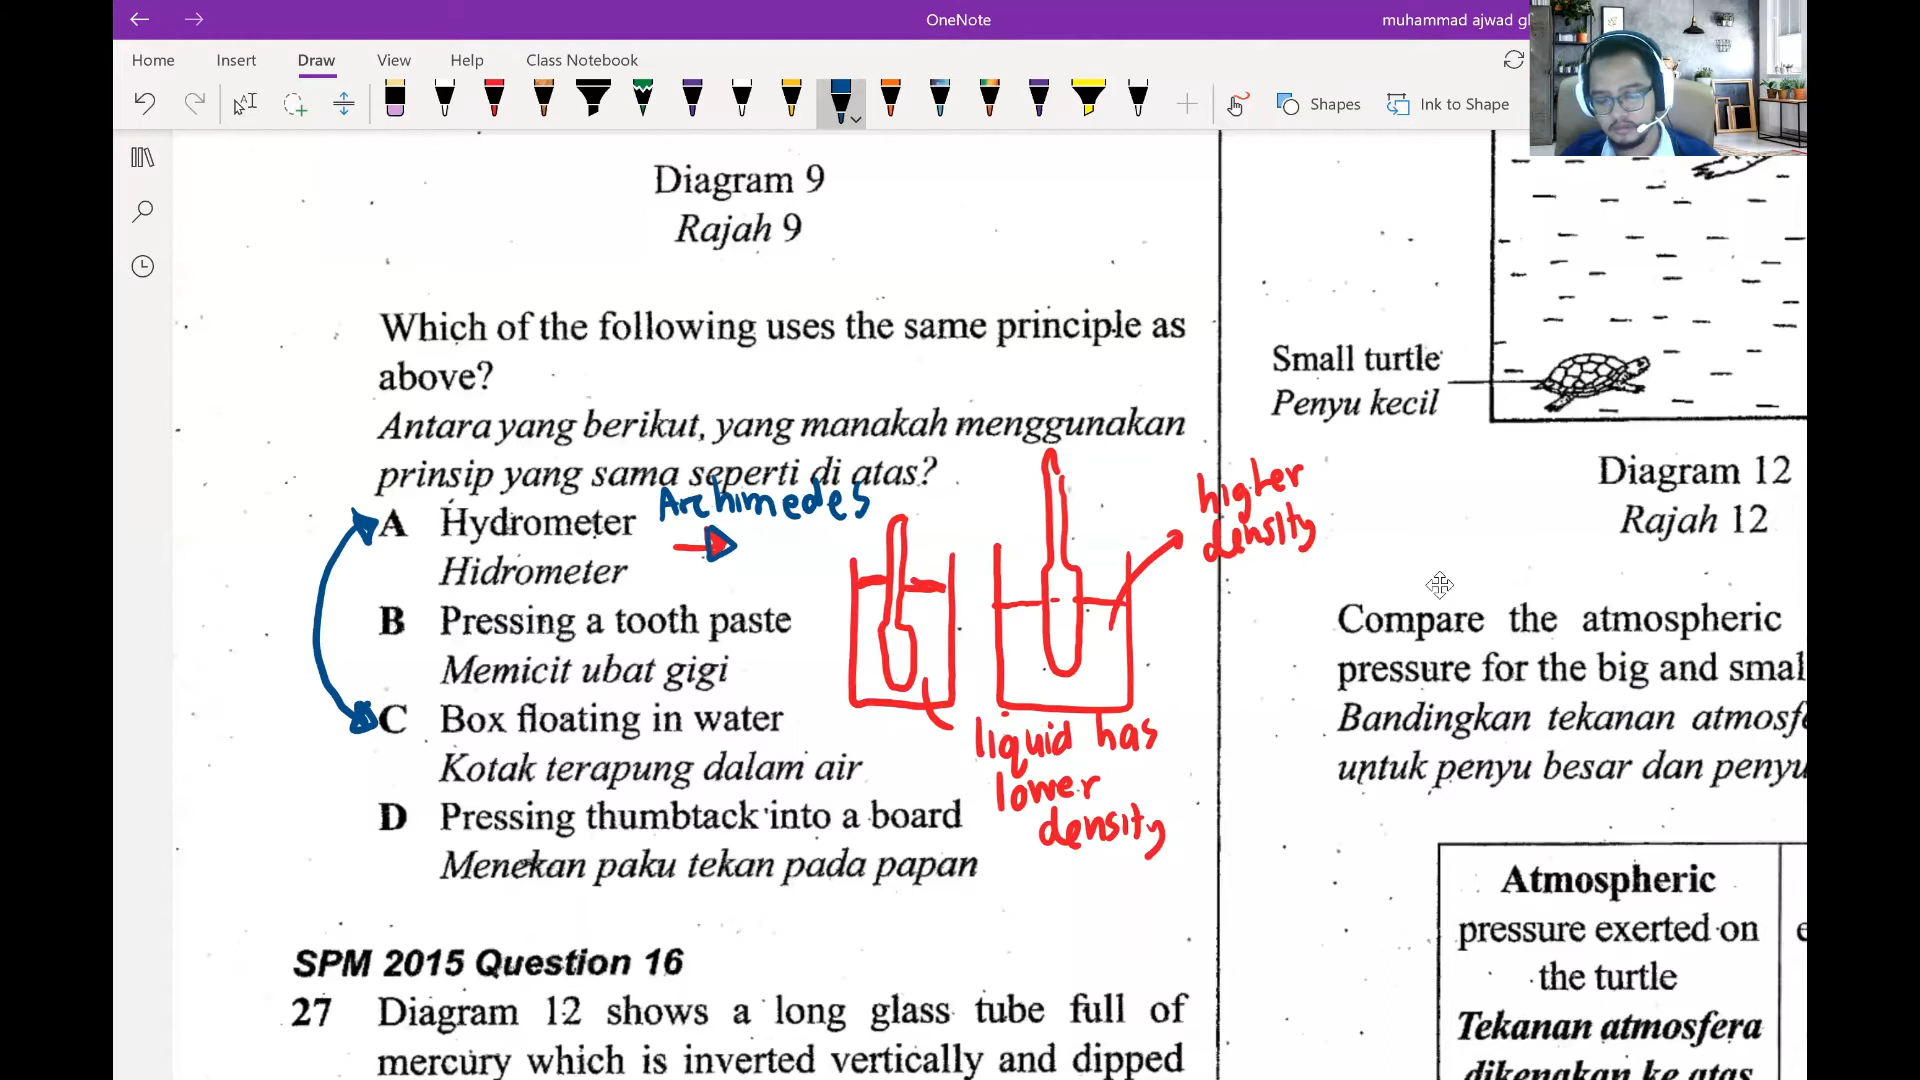 OneNote
muhammad ajwad gh
Home Insert Draw View Help Class Notebook
Shapes Ink to Shape
Diagram 9
Rajah 9
Which of the following uses the same principle as
above?
Antara yang berikut, yang manakah menggunakan
prinsip yang sama seperti di atas?
A Hydrometer
Hidrometer
B Pressing a tooth paste
Memicit ubat gigi
C Box floating in water
Kotak terapung dalam air
D Pressing thumbtack into a board
Menekan paku tekan pada papan
Archimedes
higher
density
liquid has
lower
density
SPM 2015 Question 16
27 Diagram 12 shows a long glass tube full of
mercury which is inverted vertically and dipped
Small turtle
Penyu kecil
Diagram 12
Rajah 12
Compare the atmospheric
pressure for the big and smal
Bandingkan tekanan atmosf
untuk penyu besar dan penyu
Atmospheric
pressure exerted on
the turtle
Tekanan atmosfera
dikenakan ke atas